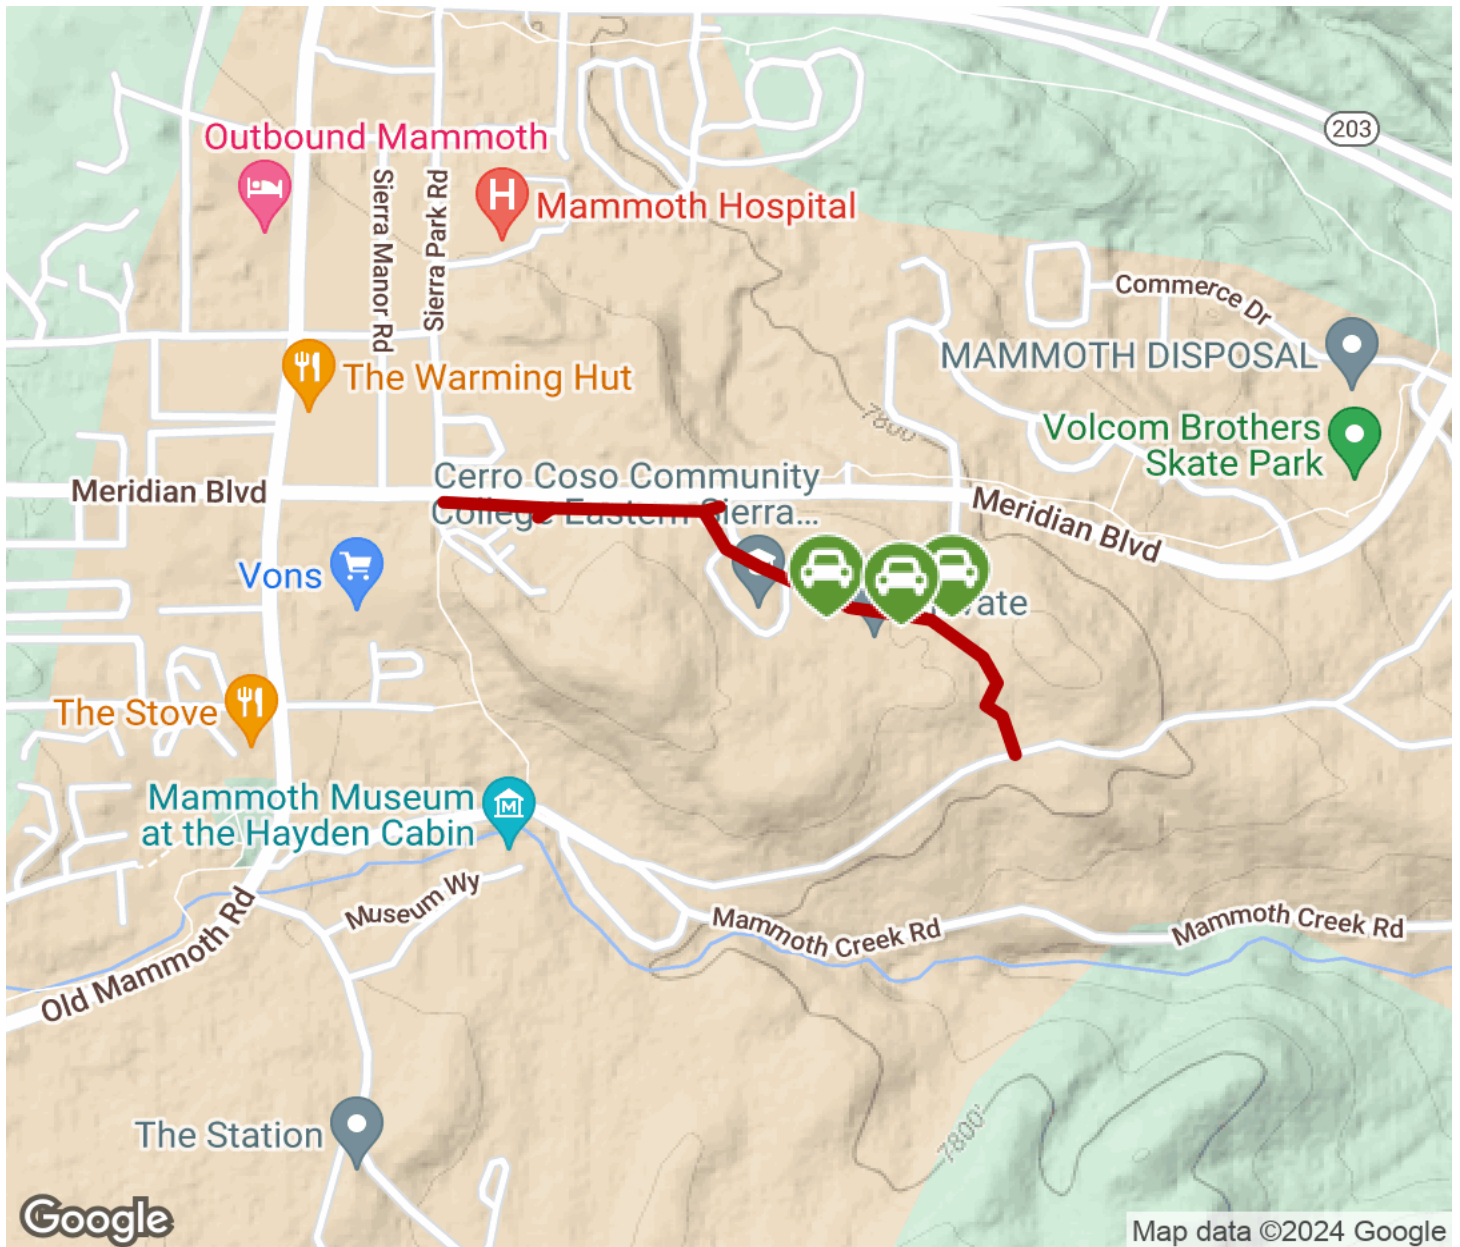 203
Outbound Mammoth
Sierra Manor Rd
Sierra Park Rd
H
Mammoth Hospital
Commerce Dr
MAMMOTH DISPOSAL
The Warming Hut
7800
Volcom Brothers
Skate Park
Cerro Coso Community
College Eastern Sierra...
Meridian Blvd
Meridian Blvd
Vons
The Stove
Mammoth Museum
at the Hayden Cabin
M
Museum Wy
Mammoth Creek Rd
Mammoth Creek Rd
Old Mammoth Rd
The Station
7800'
Google
Map data ©2024 Google